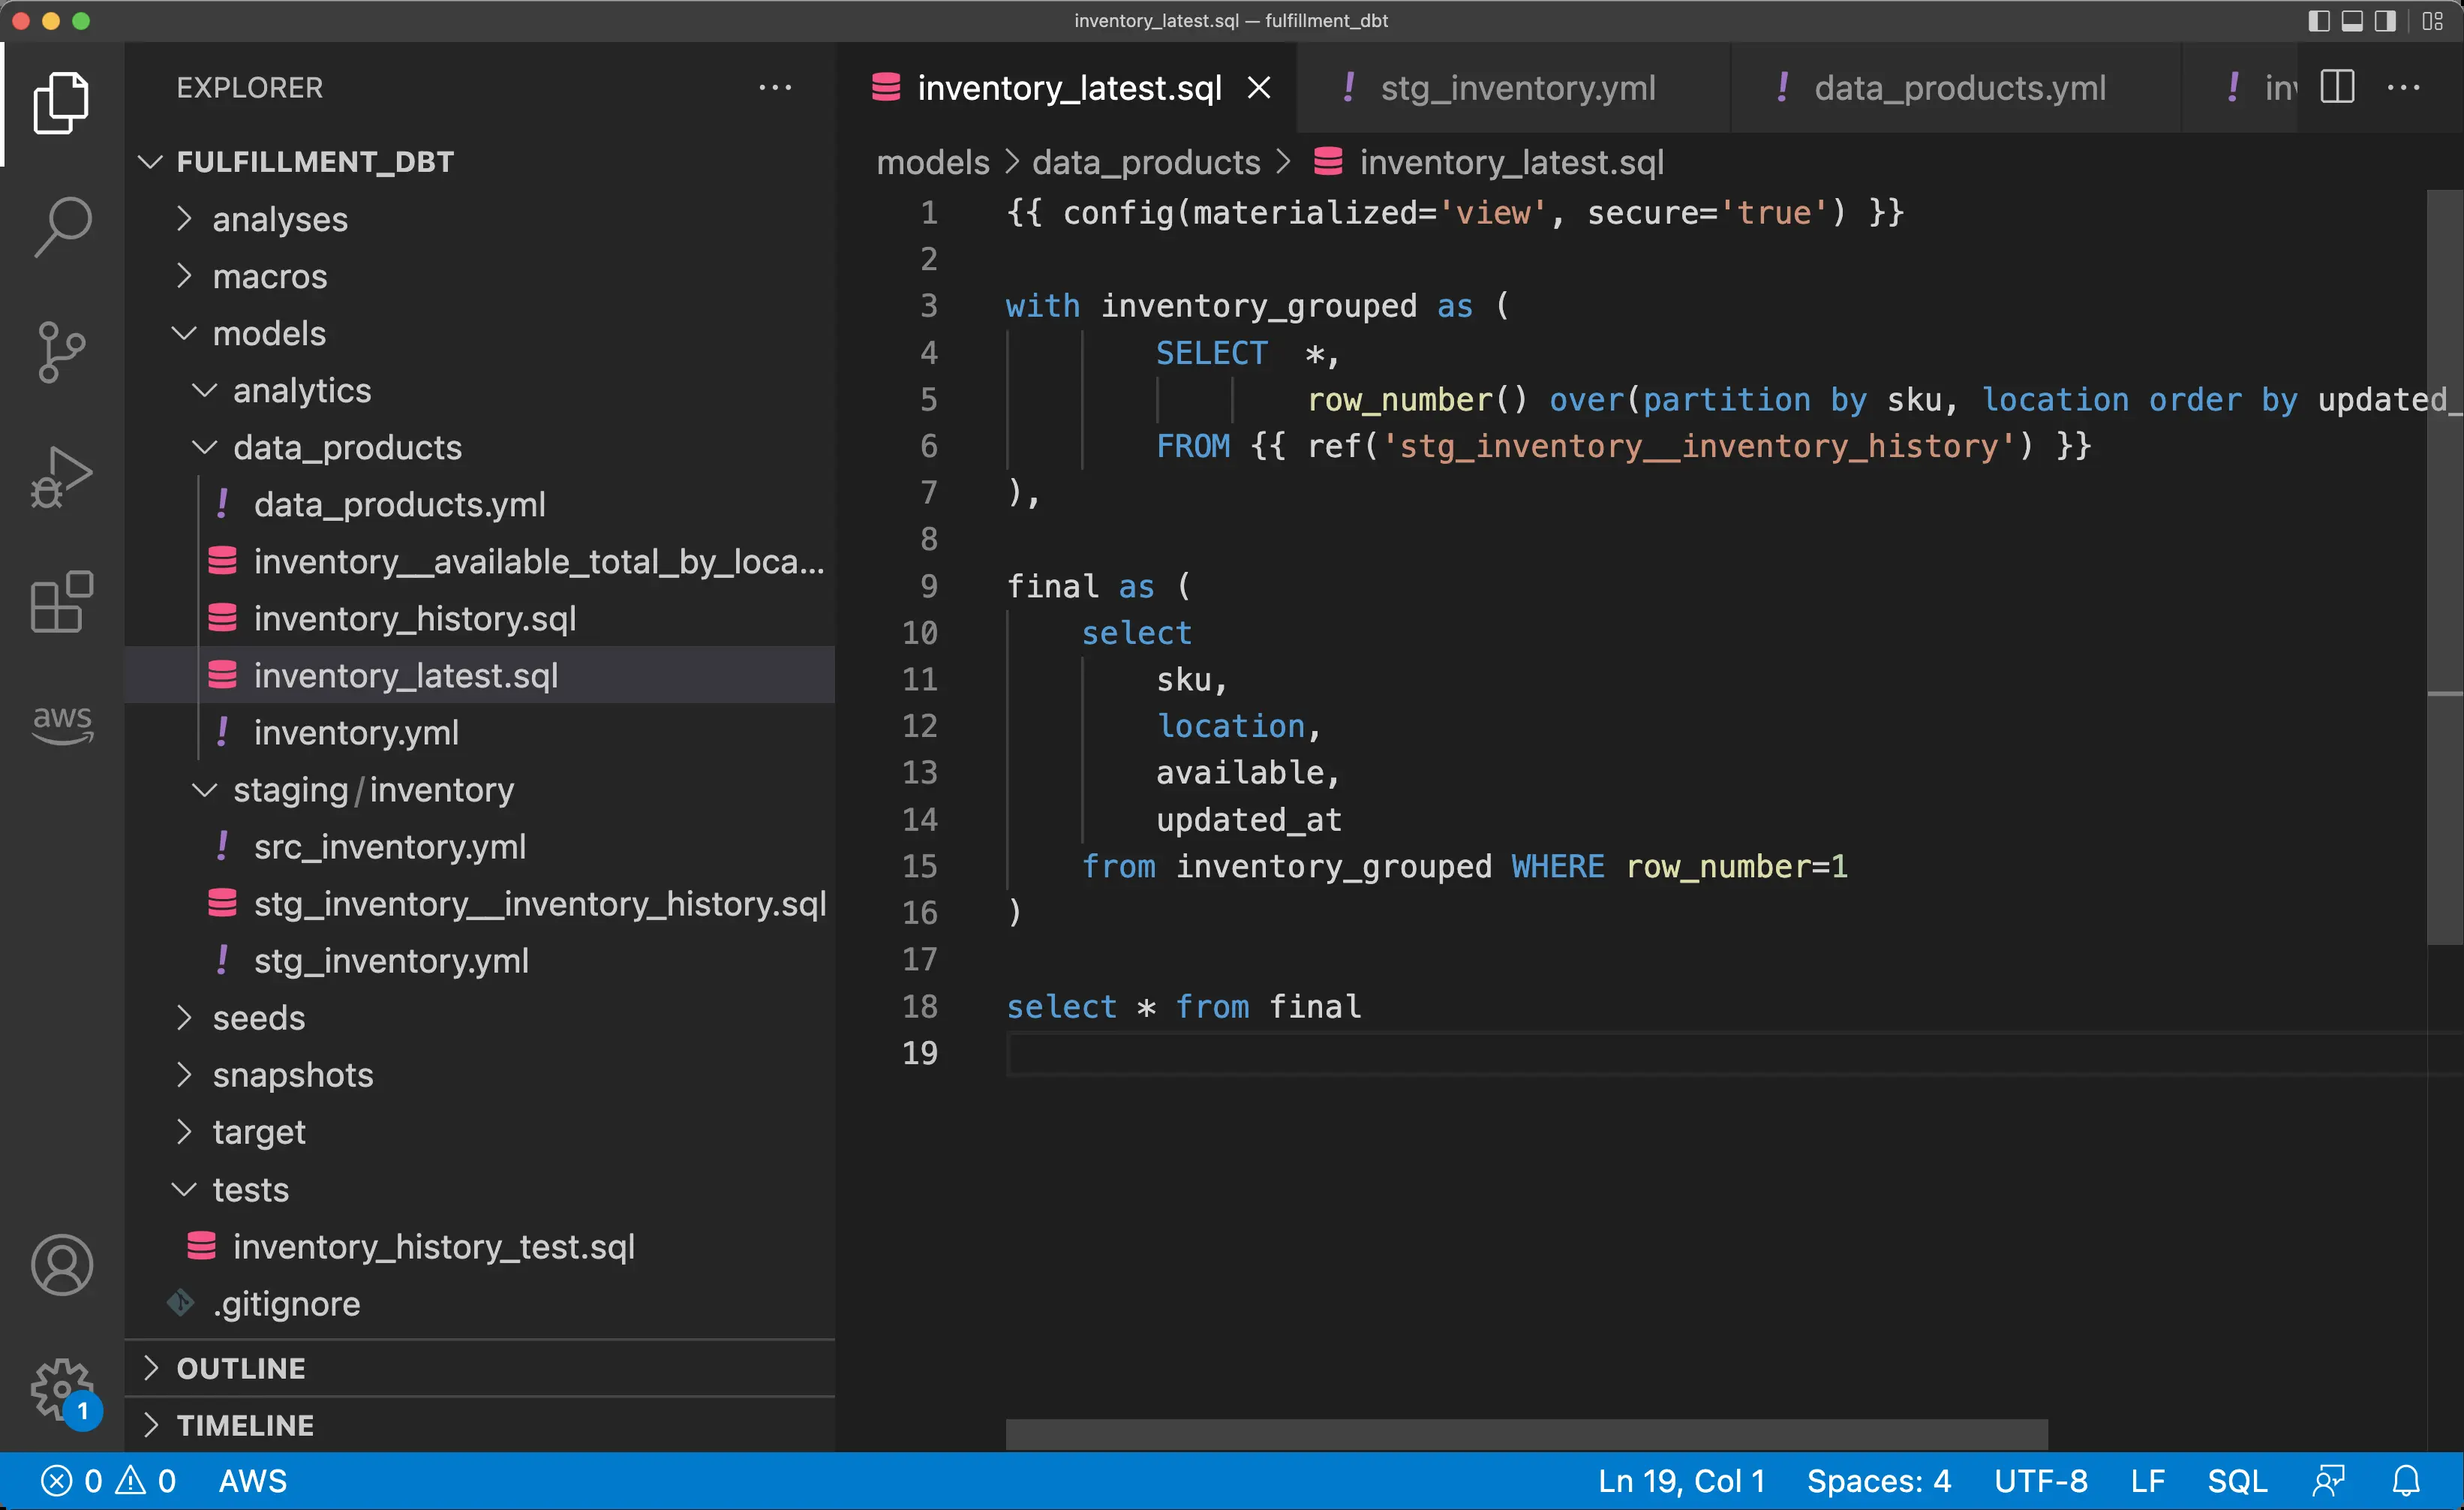 inventory_latest.sql — fulfillment_dbt
EXPLORER
FULFILLMENT_DBT
analyses
macros
models
analytics
data_products
! data_products.yml
inventory__available_total_by_loca...
inventory_history.sql
inventory_latest.sql
! inventory.yml
staging/inventory
! src_inventory.yml
stg_inventory__inventory_history.sql
! stg_inventory.yml
seeds
snapshots
target
tests
inventory_history_test.sql
.gitignore
OUTLINE
TIMELINE
aws
1
inventory_latest.sql
! stg_inventory.yml
! data_products.yml
! inv
models > data_products > inventory_latest.sql
1 {{ config(materialized='view', secure='true') }}
2
3 with inventory_grouped as (
4 SELECT *,
5 row_number() over(partition by sku, location order by updated_
6 FROM {{ ref('stg_inventory__inventory_history') }}
7 ),
8
9 final as (
10 select
11 sku,
12 location,
13 available,
14 updated_at
15 from inventory_grouped WHERE row_number=1
16 )
17
18 select * from final
19
0 0 AWS Ln 19, Col 1 Spaces: 4 UTF-8 LF SQL